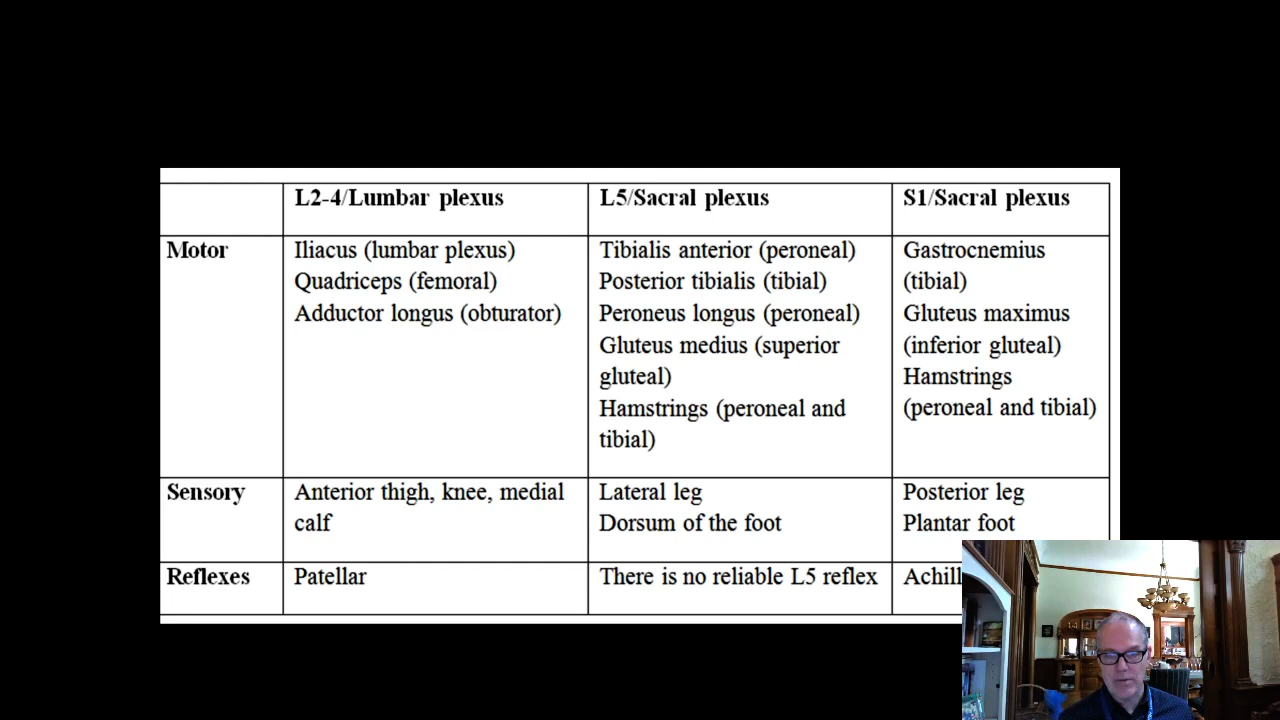 L2-4/Lumbar plexus L5/Sacral plexus S1/Sacral plexus
Motor
Iliacus (lumbar plexus)
Quadriceps (femoral)
Adductor longus (obturator)
Tibialis anterior (peroneal)
Posterior tibialis (tibial)
Peroneus longus (peroneal)
Gluteus medius (superior
gluteal)
Hamstrings (peroneal and
tibial)
Gastrocnemius
(tibial)
Gluteus maximus
(inferior gluteal)
Hamstrings
(peroneal and tibial)
Sensory
Anterior thigh, knee, medial
calf
Lateral leg
Dorsum of the foot
Posterior leg
Plantar foot
Reflexes
Patellar
There is no reliable L5 reflex